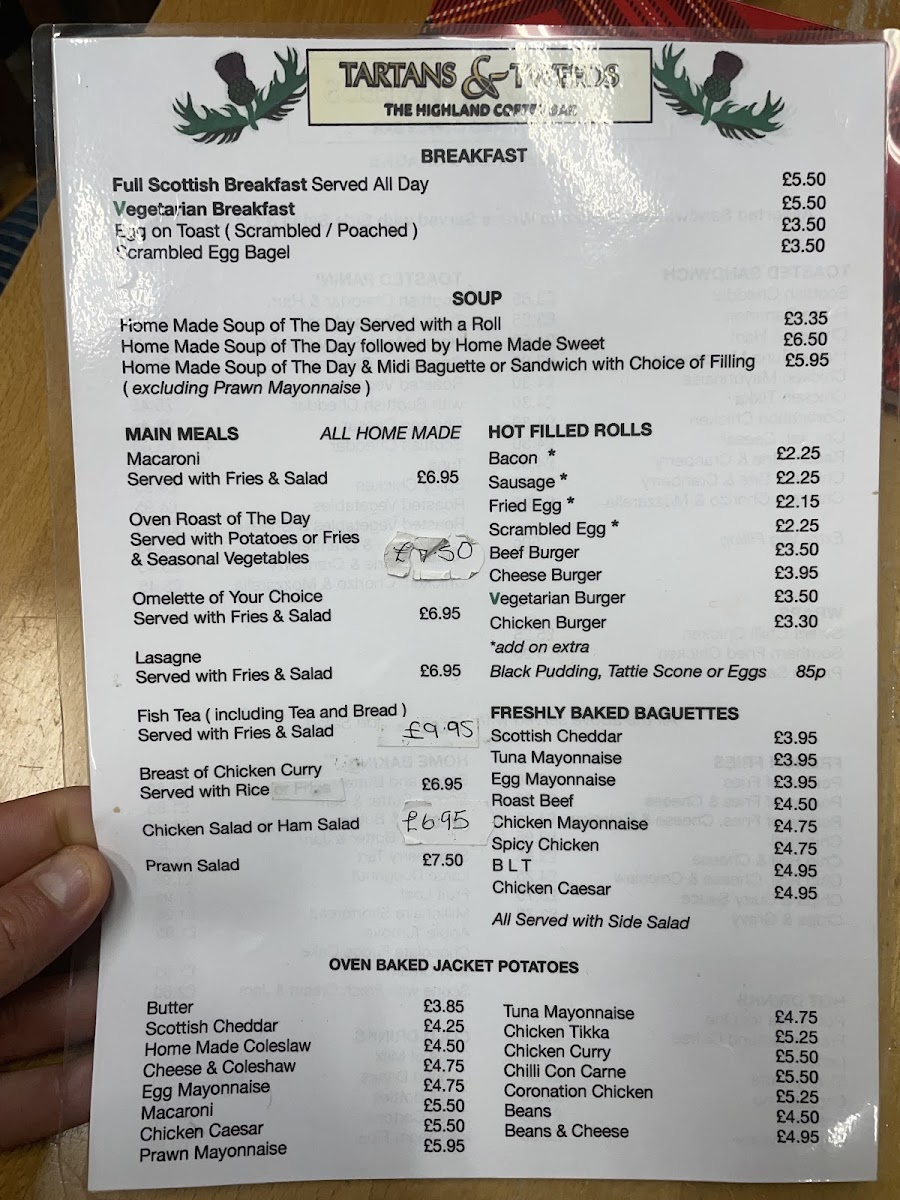 TARTANS & TWEEDS
THE HIGHLAND COFFEE BAR
BREAKFAST
Full Scottish Breakfast Served All Day £5.50
Vegetarian Breakfast £5.50
Egg on Toast ( Scrambled / Poached ) £3.50
Scrambled Egg Bagel £3.50
SOUP
Home Made Soup of The Day Served with a Roll £3.35
Home Made Soup of The Day followed by Home Made Sweet £6.50
Home Made Soup of The Day & Midi Baguette or Sandwich with Choice of Filling £5.95
( excluding Prawn Mayonnaise )
MAIN MEALS ALL HOME MADE
Macaroni
Served with Fries & Salad £6.95
Oven Roast of The Day
Served with Potatoes or Fries
& Seasonal Vegetables
Omelette of Your Choice
Served with Fries & Salad £6.95
Lasagne
Served with Fries & Salad £6.95
Fish Tea ( including Tea and Bread )
Served with Fries & Salad £9.95
Breast of Chicken Curry
Served with Rice £6.95
Chicken Salad or Ham Salad £6.95
Prawn Salad £7.50
HOT FILLED ROLLS
Bacon * £2.25
Sausage * £2.25
Fried Egg * £2.15
Scrambled Egg * £2.25
Beef Burger £3.50
Cheese Burger £3.95
Vegetarian Burger £3.50
Chicken Burger £3.30
*add on extra
Black Pudding, Tattie Scone or Eggs 85p
FRESHLY BAKED BAGUETTES
Scottish Cheddar £3.95
Tuna Mayonnaise £3.95
Egg Mayonnaise £3.95
Roast Beef £4.50
Chicken Mayonnaise £4.75
Spicy Chicken £4.75
B L T £4.95
Chicken Caesar £4.95
All Served with Side Salad
OVEN BAKED JACKET POTATOES
Butter £3.85
Scottish Cheddar £4.25
Home Made Coleslaw £4.50
Cheese & Coleshaw £4.75
Egg Mayonnaise £4.75
Macaroni £5.50
Chicken Caesar £5.50
Prawn Mayonnaise £5.95
Tuna Mayonnaise £4.75
Chicken Tikka £5.25
Chicken Curry £5.50
Chilli Con Carne £5.50
Coronation Chicken £5.25
Beans £4.50
Beans & Cheese £4.95